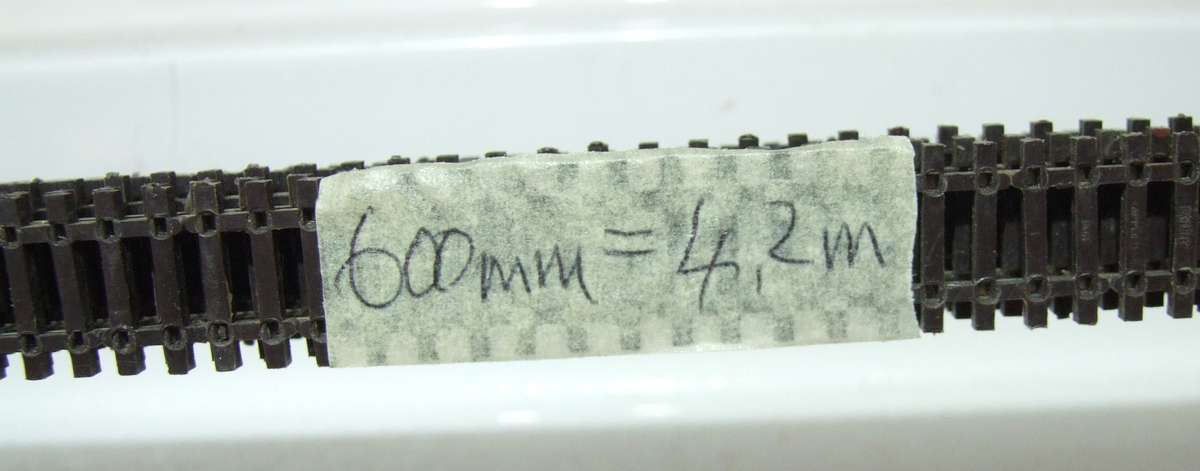 600mm = 4,2m